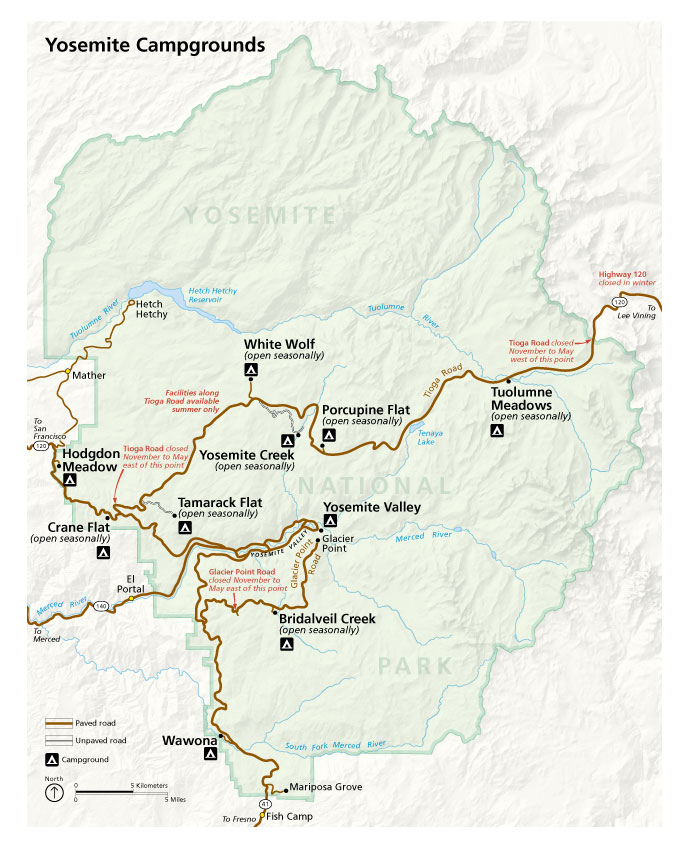 Yosemite Campgrounds
YOSEMITE
Highway 120
closed in winter
120
To
Lee Vining
Hetch Hetchy
Reservoir
Hetch
Hetchy
Tuolumne River
Tuolumne
River
Tioga Road closed
November to May
west of this point
White Wolf
(open seasonally)
Mather
Tioga Road
Tuolumne
Meadows
(open seasonally)
Facilities along
Tioga Road available
summer only
Porcupine Flat
(open seasonally)
To
San
Francisco
120
Tenaya
Lake
Tioga Road closed
November to May
east of this point
Yosemite Creek
(open seasonally)
Hodgdon
Meadow
NATIONAL
Tamarack Flat
(open seasonally)
Yosemite Valley
Crane Flat
(open seasonally)
YOSEMITE VALLEY
Glacier
Point
Merced River
Glacier Point
Road
Glacier Point Road
closed November to
May east of this point
El
Portal
Merced River
140
To
Merced
Bridalveil Creek
(open seasonally)
PARK
Paved road
Unpaved road
Campground
Wawona
South Fork Merced River
North
0
5 Kilometers
0
5 Miles
Mariposa Grove
41
To Fresno
Fish Camp